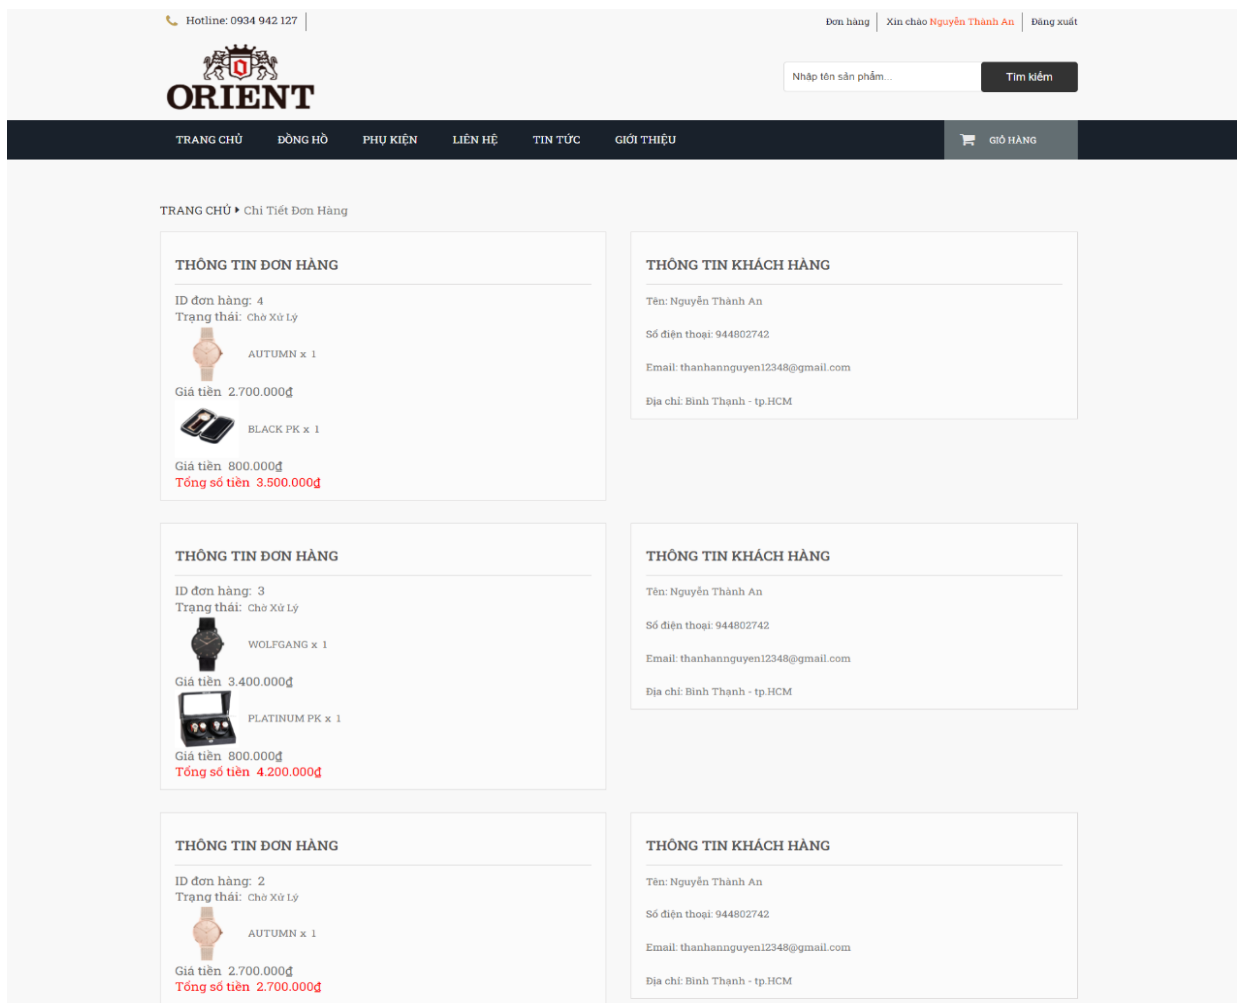 Hotline: 0934 942 127
Đơn hàng
Xin chào Nguyễn Thành An
Đăng xuất
ORIENT
Nhập tên sản phẩm...
Tìm kiếm
TRANG CHỦ
ĐỒNG HỒ
PHỤ KIỆN
LIÊN HỆ
TIN TỨC
GIỚI THIỆU
GIỎ HÀNG
TRANG CHỦ
Chi Tiết Đơn Hàng
THÔNG TIN ĐƠN HÀNG
ID đơn hàng: 4
Trạng thái: Chờ Xử Lý
AUTUMN x 1
Giá tiền 2.700.000₫
BLACK PK x 1
Giá tiền 800.000₫
Tổng số tiền 3.500.000₫
THÔNG TIN KHÁCH HÀNG
Tên: Nguyễn Thành An
Số điện thoại: 944802742
Email: thanhannguyen12348@gmail.com
Địa chỉ: Bình Thạnh - tp.HCM
THÔNG TIN ĐƠN HÀNG
ID đơn hàng: 3
Trạng thái: Chờ Xử Lý
WOLFGANG x 1
Giá tiền 3.400.000₫
PLATINUM PK x 1
Giá tiền 800.000₫
Tổng số tiền 4.200.000₫
THÔNG TIN KHÁCH HÀNG
Tên: Nguyễn Thành An
Số điện thoại: 944802742
Email: thanhannguyen12348@gmail.com
Địa chỉ: Bình Thạnh - tp.HCM
THÔNG TIN ĐƠN HÀNG
ID đơn hàng: 2
Trạng thái: Chờ Xử Lý
AUTUMN x 1
Giá tiền 2.700.000₫
Tổng số tiền 2.700.000₫
THÔNG TIN KHÁCH HÀNG
Tên: Nguyễn Thành An
Số điện thoại: 944802742
Email: thanhannguyen12348@gmail.com
Địa chỉ: Bình Thạnh - tp.HCM